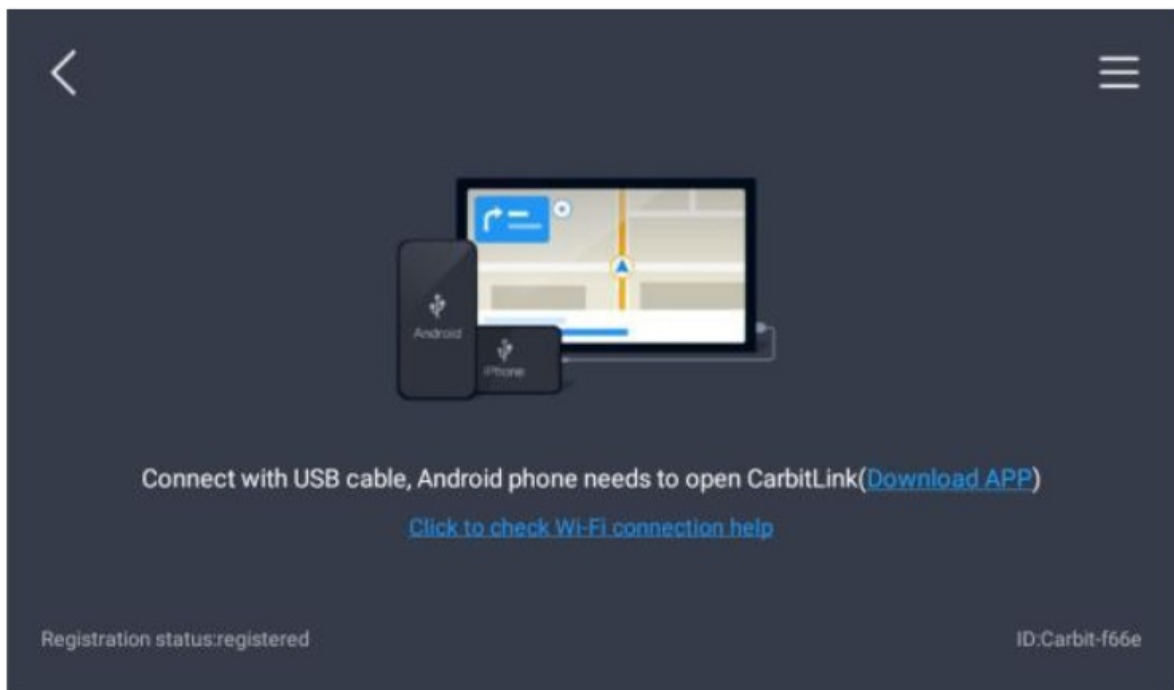 Android
iPhone
Connect with USB cable, Android phone needs to open CarbitLink(Download APP)
Click to check Wi-Fi connection help
Registration status:registered
ID:Carbit-f66e